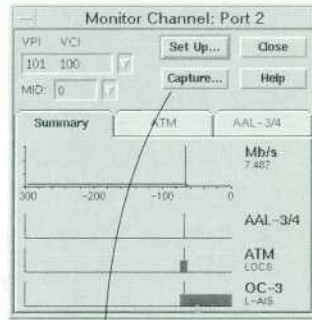 Monitor Channel: Port 2
VPI VCI
101 100
MID: 0
Set Up...
Close
Capture...
Help
Summary
ATM
AAL-3/4
Mb/s
7.487
300 -200 -100 0
AAL-3/4
ATM
LOCS
OC-3
L-AIS